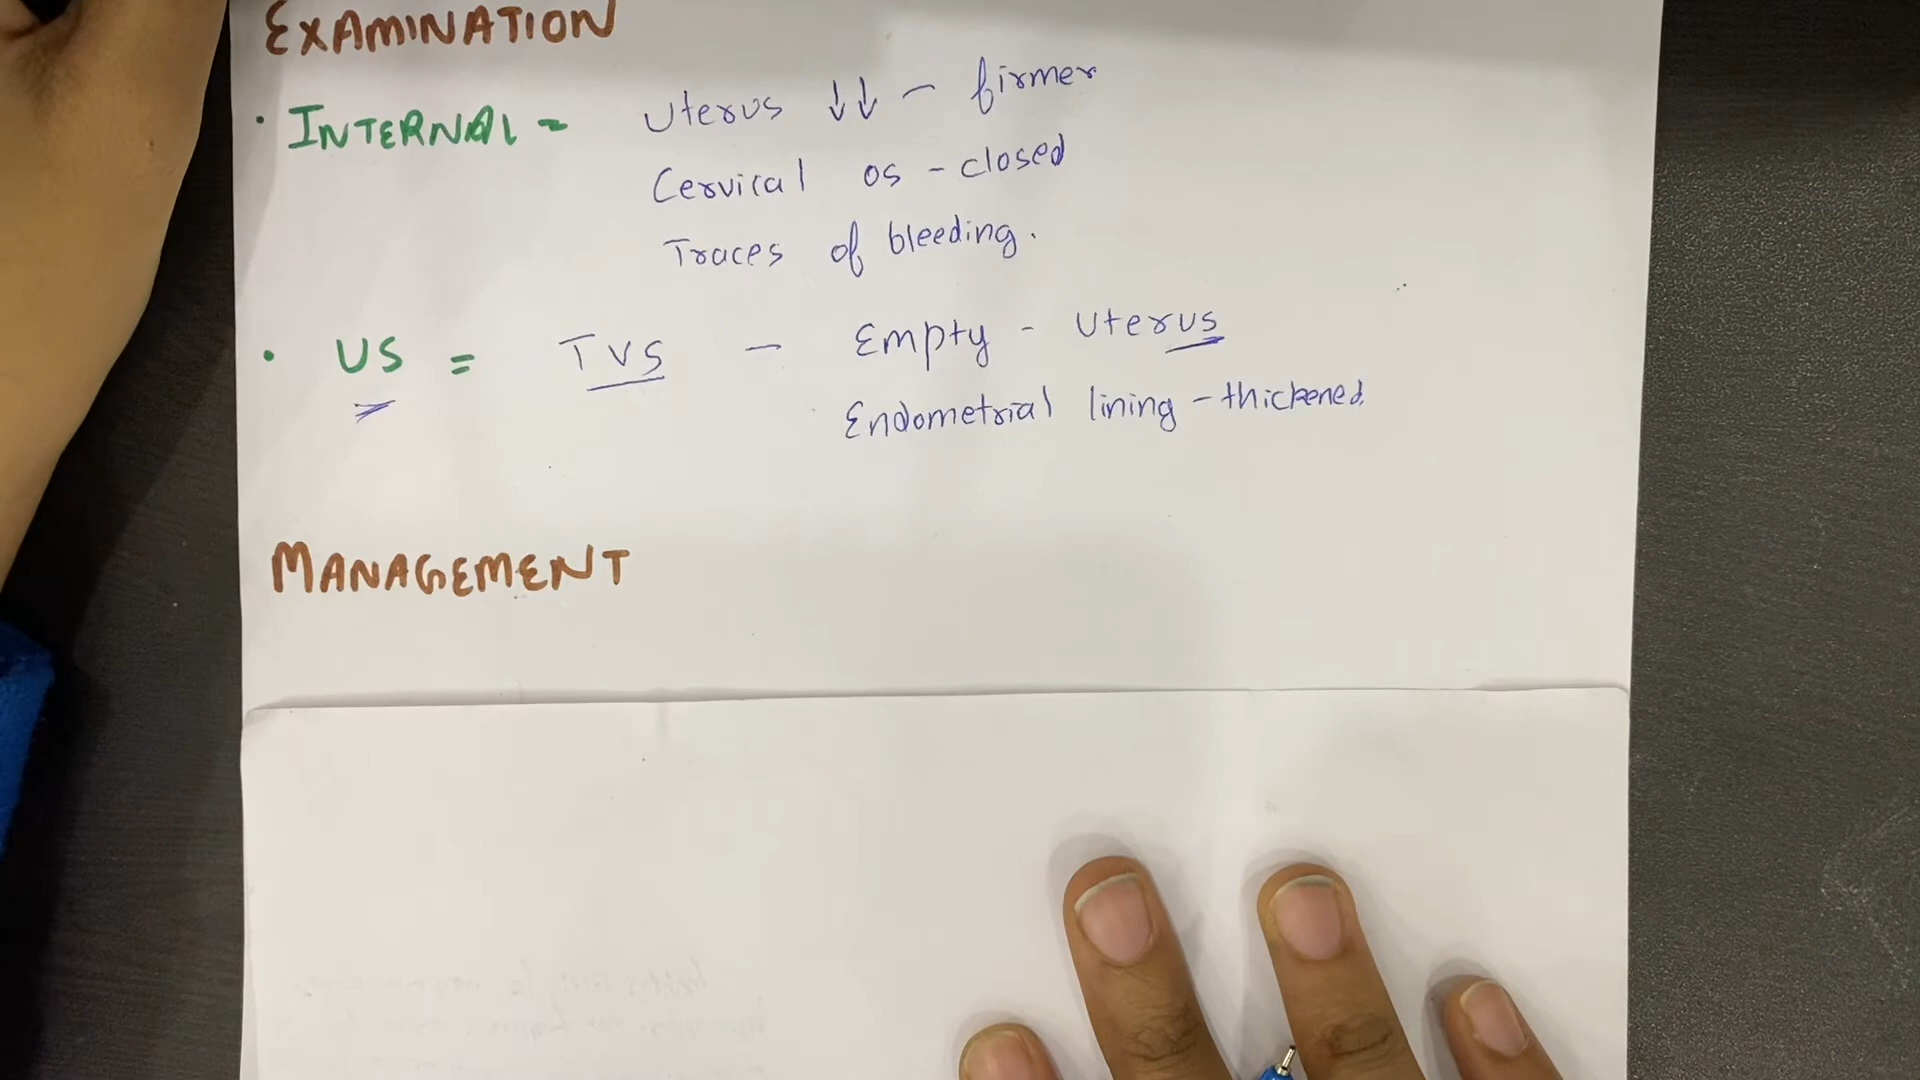 EXAMINATION
• INTERNAL = Uterus ↓↓ – firmer
Cervical os - closed
Traces of bleeding.
• US = TVS – Empty - Uterus
Endometrial lining - thickened
MANAGEMENT